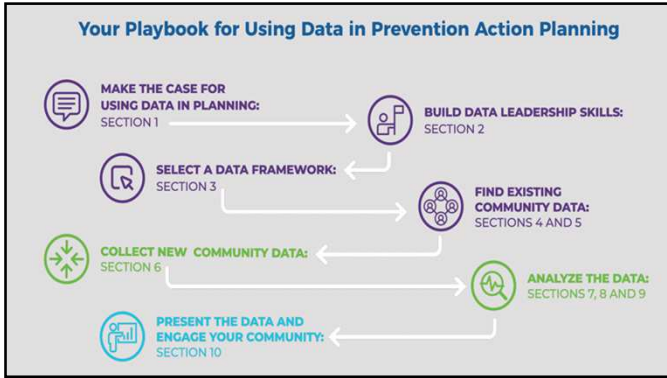 Your Playbook for Using Data in Prevention Action Planning
MAKE THE CASE FOR
USING DATA IN PLANNING:
SECTION 1
BUILD DATA LEADERSHIP SKILLS:
SECTION 2
SELECT A DATA FRAMEWORK:
SECTION 3
FIND EXISTING
COMMUNITY DATA:
SECTIONS 4 AND 5
COLLECT NEW COMMUNITY DATA:
SECTION 6
ANALYZE THE DATA:
SECTIONS 7, 8 AND 9
PRESENT THE DATA AND
ENGAGE YOUR COMMUNITY:
SECTION 10